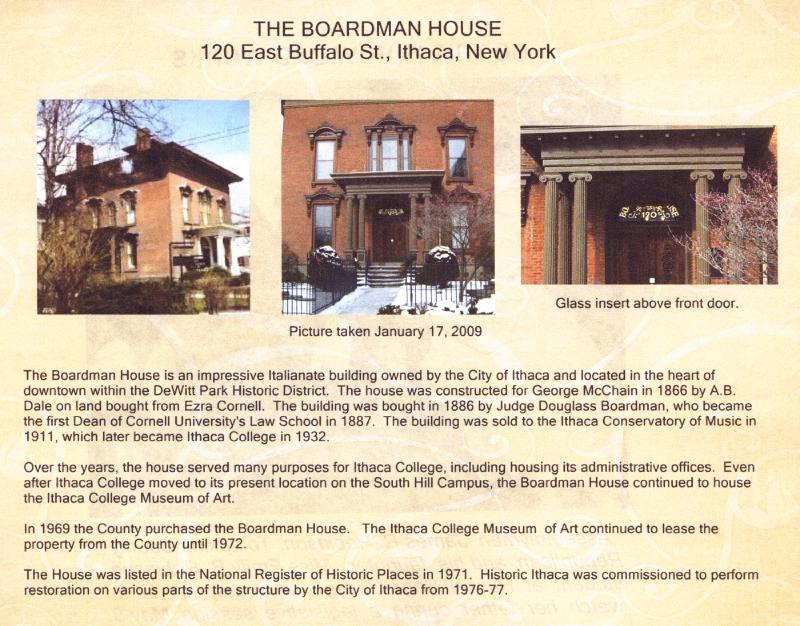 THE BOARDMAN HOUSE
120 East Buffalo St., Ithaca, New York
120
Glass insert above front door.
Picture taken January 17, 2009
The Boardman House is an impressive Italianate building owned by the City of Ithaca and located in the heart of
downtown within the DeWitt Park Historic District.  The house was constructed for George McChain in 1866 by A.B.
Dale on land bought from Ezra Cornell.  The building was bought in 1886 by Judge Douglass Boardman, who became
the first Dean of Cornell University's Law School in 1887.  The building was sold to the Ithaca Conservatory of Music in
1911, which later became Ithaca College in 1932.
Over the years, the house served many purposes for Ithaca College, including housing its administrative offices.  Even
after Ithaca College moved to its present location on the South Hill Campus, the Boardman House continued to house
the Ithaca College Museum of Art.
In 1969 the County purchased the Boardman House.   The Ithaca College Museum  of Art continued to lease the
property from the County until 1972.
The House was listed in the National Register of Historic Places in 1971.  Historic Ithaca was commissioned to perform
restoration on various parts of the structure by the City of Ithaca from 1976-77.